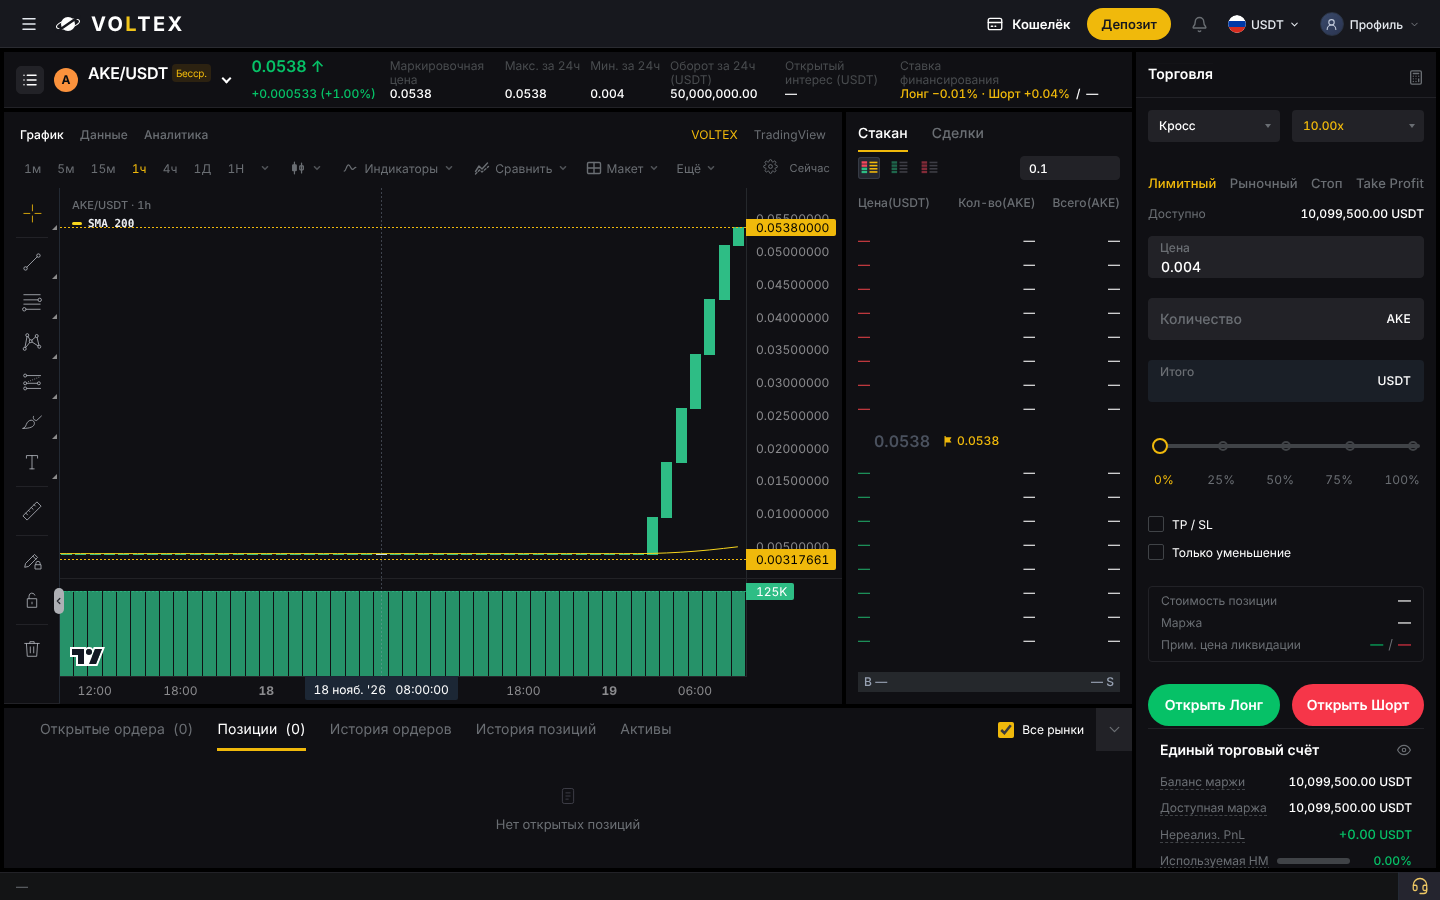 VOLTEX
Кошелёк
Депозит
USDT
Профиль
A
AKE/USDT
Бесср.
0.0538 ↑
+0.000533 (+1.00%)
Маркировочная цена
0.0538
Макс. за 24ч
0.0538
Мин. за 24ч
0.004
Оборот за 24ч (USDT)
50,000,000.00
Открытый интерес (USDT)
—
Ставка финансирования
Лонг −0.01% · Шорт +0.04% / —
График Данные Аналитика
VOLTEX TradingView
1м 5м 15м 1ч 4ч 1Д 1Н
Индикаторы
Сравнить
Макет
Ещё
Сейчас
AKE/USDT · 1h
SMA 200
0.05500000
0.05380000
0.05000000
0.04500000
0.04000000
0.03500000
0.03000000
0.02500000
0.02000000
0.01500000
0.01000000
0.00500000
0.00317661
125K
12:00 18:00 18 18 нояб. '26 08:00:00 18:00 19 06:00
Стакан Сделки
0.1
Цена(USDT) Кол-во(AKE) Всего(AKE)
— — —
— — —
— — —
— — —
— — —
— — —
— — —
— — —
0.0538 0.0538
— — —
— — —
— — —
— — —
— — —
— — —
— — —
— — —
B — — S
Торговля
Кросс 10.00x
Лимитный Рыночный Стоп Take Profit
Доступно 10,099,500.00 USDT
Цена
0.004
Количество AKE
Итого
USDT
0% 25% 50% 75% 100%
TP / SL
Только уменьшение
Стоимость позиции —
Маржа —
Прим. цена ликвидации — / —
Открыть Лонг Открыть Шорт
Единый торговый счёт
Баланс маржи 10,099,500.00 USDT
Доступная маржа 10,099,500.00 USDT
Нереализ. PnL +0.00 USDT
Используемая НМ 0.00%
Открытые ордера (0) Позиции (0) История ордеров История позиций Активы
Все рынки
Нет открытых позиций
—